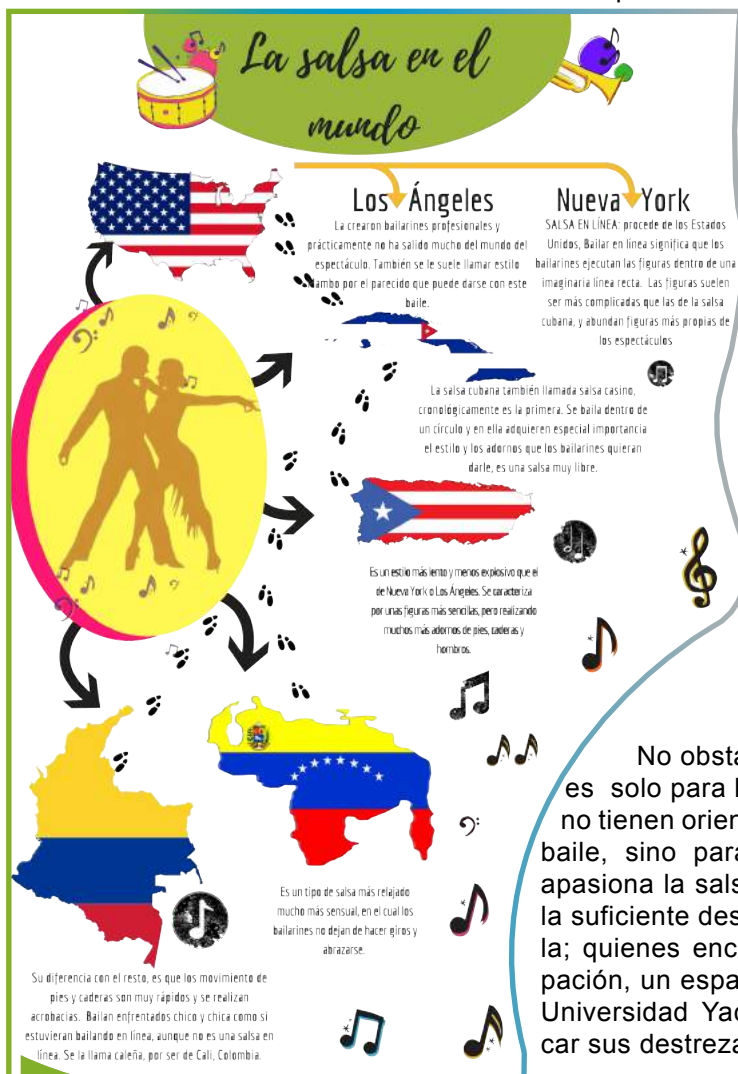 La salsa en el
mundo
Los Ángeles
La crearon bailarines profesionales y
prácticamente no ha salido mucho del mundo del
espectáculo. También se le suele llamar estilo
Mambo por el parecido que puede darse con este
baile.
Nueva York
SALSA EN LÍNEA: procede de los Estados
Unidos, Bailar en línea significa que los
bailarines ejecutan las figuras dentro de una
imaginaria línea recta. Las figuras suelen
ser más complicadas que las de la salsa
cubana, y abundan figuras más propias de
los espectáculos
La salsa cubana también llamada salsa casino,
cronológicamente es la primera. Se baila dentro de
un círculo y en ella adquieren especial importancia
el estilo y los adornos que los bailarines quieran
darle, es una salsa muy libre.
Es un estilo más lento y menos explosivo que el
de Nueva York o Los Ángeles. Se caracteriza
por unas figuras más sencillas, pero realizando
muchos más adornos de pies, caderas y
hombros.
Es un tipo de salsa más relajado
mucho más sensual, en el cual los
bailarines no dejan de hacer giros y
abrazarse.
Su diferencia con el resto, es que los movimiento de
pies y caderas son muy rápidos y se realizan
acrobacias. Bailan enfrentados chico y chica como si
estuvieran bailando en línea, aunque no es una salsa en
línea. Se la llama caleña, por ser de Cali, Colombia.
No obsta
es solo para
no tienen orien
baile, sino para
apasiona la sals
la suficiente des
la; quienes enc
pación, un espa
Universidad Yac
car sus destreza